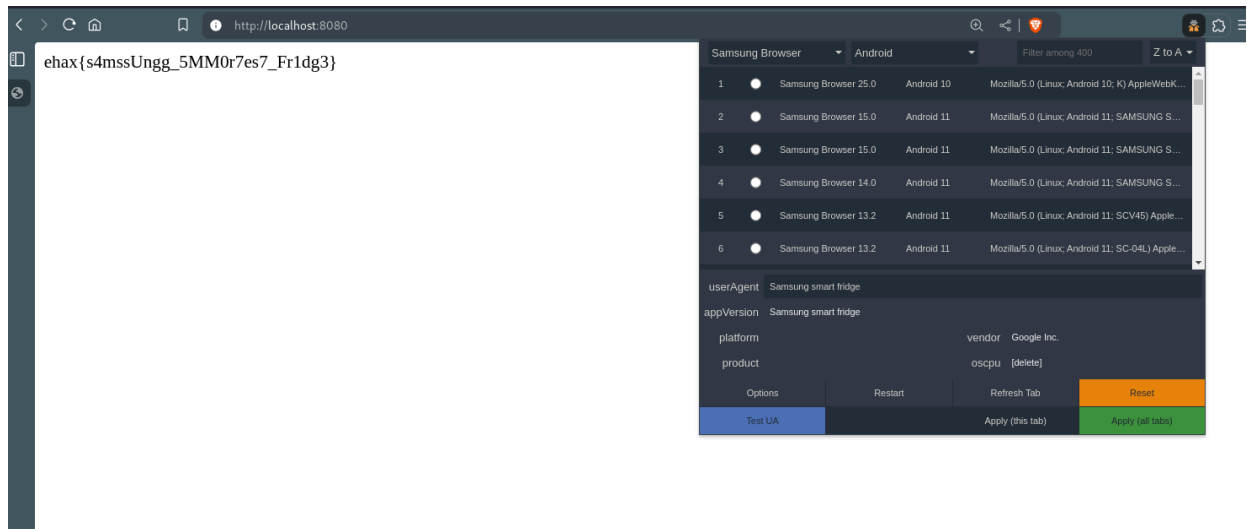 http://localhost:8080
ehax{s4mssUngg_5MM0r7es7_Fr1dg3}
Samsung Browser Android Filter among 400 Z to A
1 Samsung Browser 25.0 Android 10 Mozilla/5.0 (Linux; Android 10; K) AppleWebK...
2 Samsung Browser 15.0 Android 11 Mozilla/5.0 (Linux; Android 11; SAMSUNG S...
3 Samsung Browser 15.0 Android 11 Mozilla/5.0 (Linux; Android 11; SAMSUNG S...
4 Samsung Browser 14.0 Android 11 Mozilla/5.0 (Linux; Android 11; SAMSUNG S...
5 Samsung Browser 13.2 Android 11 Mozilla/5.0 (Linux; Android 11; SCV45) Apple...
6 Samsung Browser 13.2 Android 11 Mozilla/5.0 (Linux; Android 11; SC-04L) Apple...
userAgent Samsung smart fridge
appVersion Samsung smart fridge
platform vendor Google Inc.
product oscpu [delete]
Options Restart Refresh Tab Reset
Test UA Apply (this tab) Apply (all tabs)